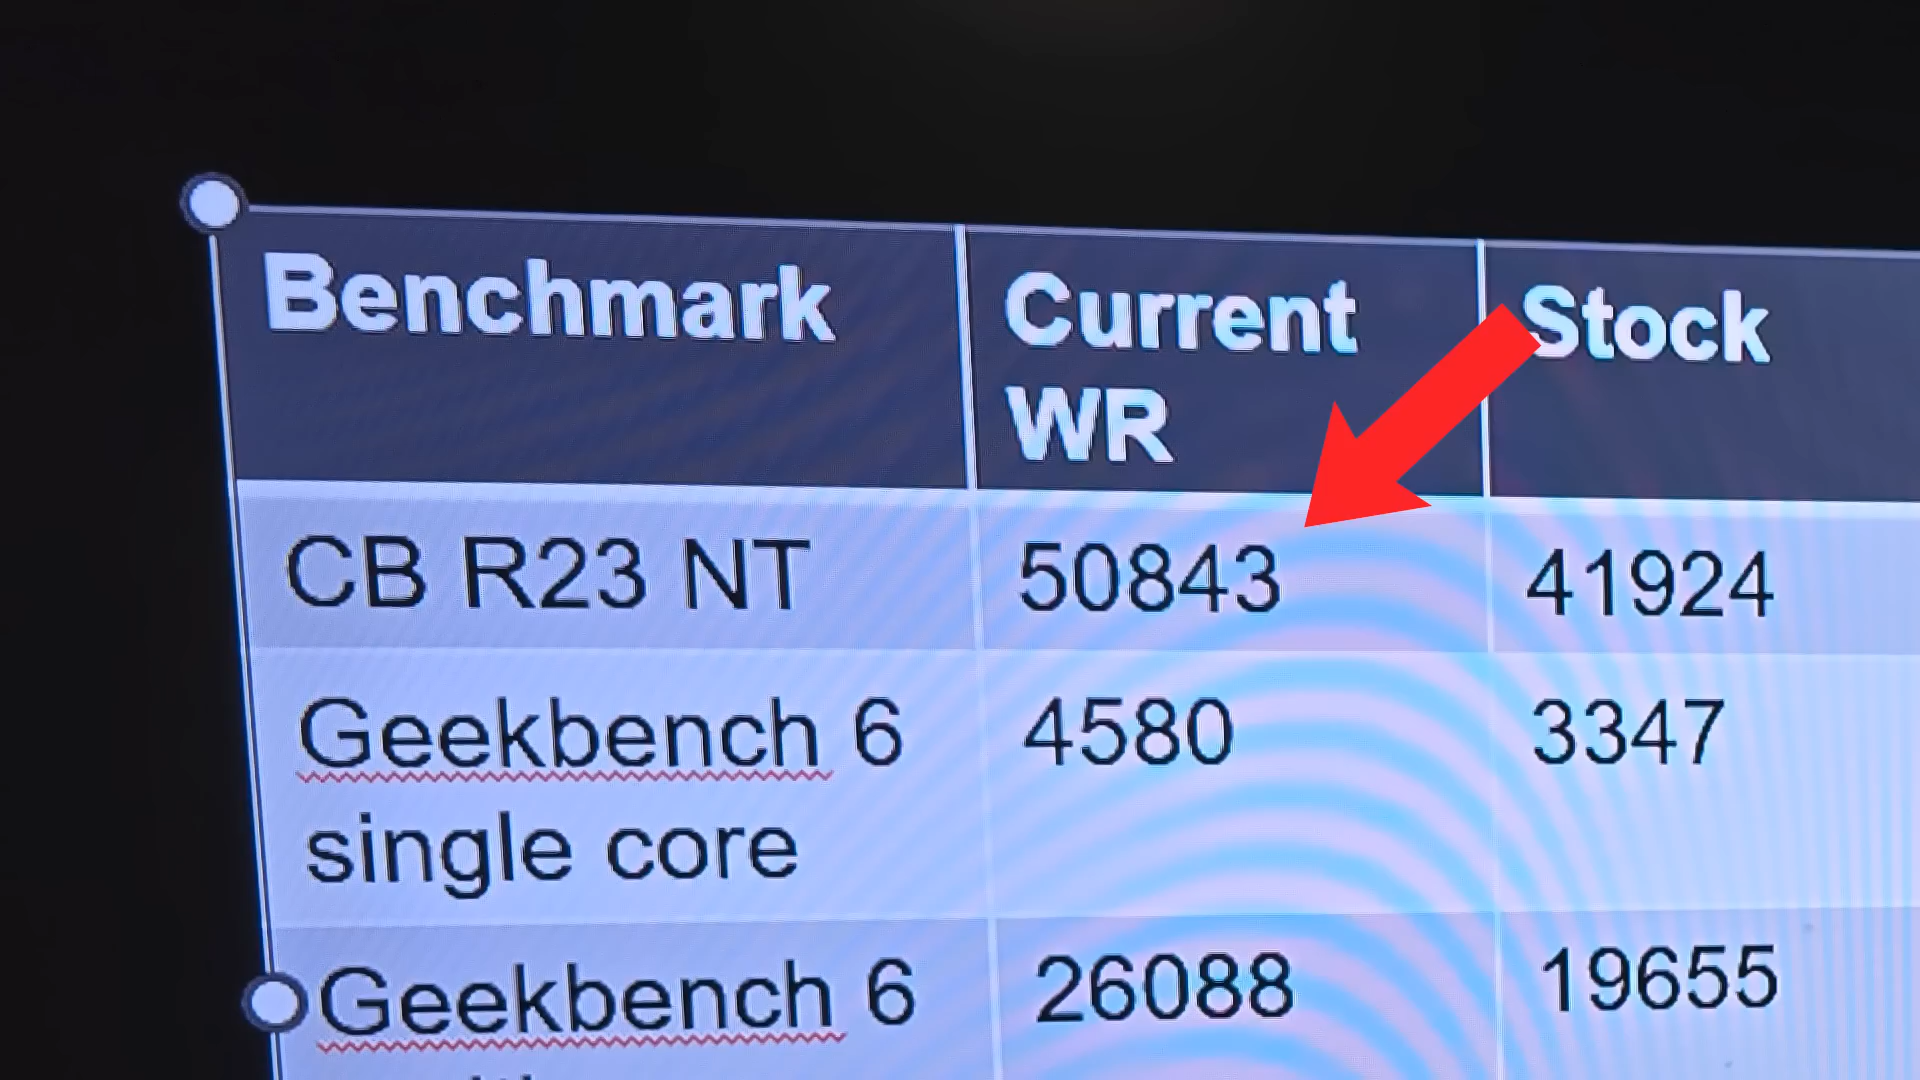 Benchmark Current WR Stock
CB R23 NT 50843 41924
Geekbench 6 single core 4580 3347
Geekbench 6 26088 19655